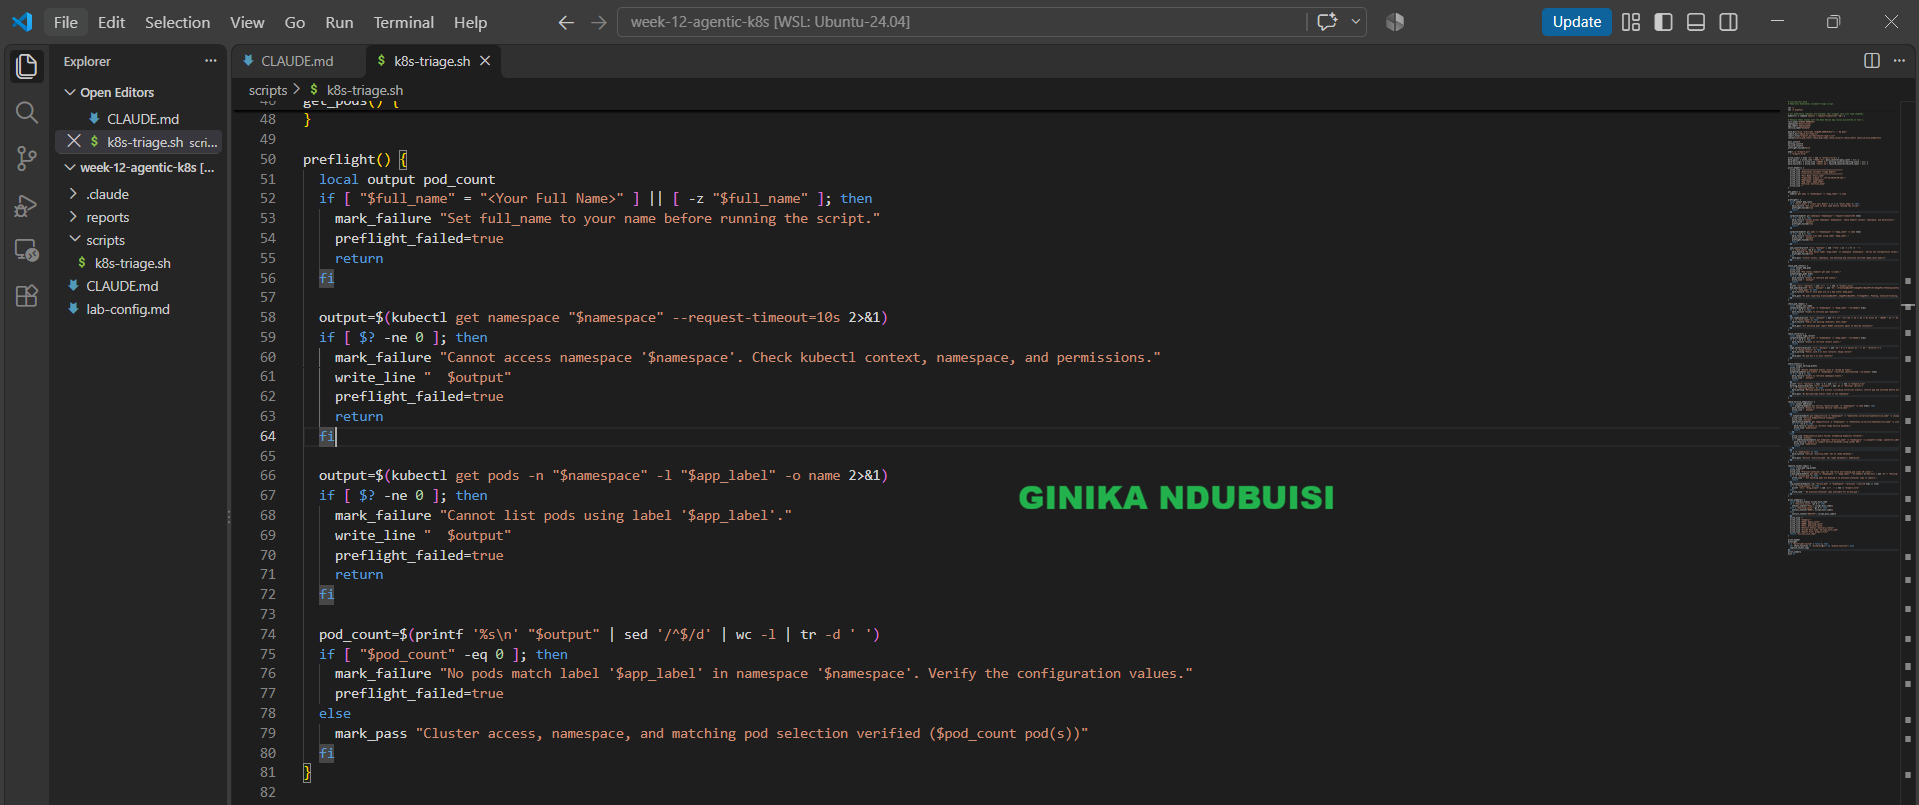 File Edit Selection View Go Run Terminal Help
week-12-agentic-k8s [WSL: Ubuntu-24.04]
Update
Explorer
Open Editors
CLAUDE.md
$ k8s-triage.sh scri...
week-12-agentic-k8s [...
.claude
reports
scripts
$ k8s-triage.sh
CLAUDE.md
lab-config.md
CLAUDE.md
$ k8s-triage.sh
scripts > $ k8s-triage.sh
46 get_pods() {
48 }
49
50 preflight() {
51 local output pod_count
52 if [ "$full_name" = "<Your Full Name>" ] || [ -z "$full_name" ]; then
53 mark_failure "Set full_name to your name before running the script."
54 preflight_failed=true
55 return
56 fi
57
58 output=$(kubectl get namespace "$namespace" --request-timeout=10s 2>&1)
59 if [ $? -ne 0 ]; then
60 mark_failure "Cannot access namespace '$namespace'. Check kubectl context, namespace, and permissions."
61 write_line "  $output"
62 preflight_failed=true
63 return
64 fi
65
66 output=$(kubectl get pods -n "$namespace" -l "$app_label" -o name 2>&1)
67 if [ $? -ne 0 ]; then
68 mark_failure "Cannot list pods using label '$app_label'."
69 write_line "  $output"
70 preflight_failed=true
71 return
72 fi
73
74 pod_count=$(printf '%s\n' "$output" | sed '/^$/d' | wc -l | tr -d ' ')
75 if [ "$pod_count" -eq 0 ]; then
76 mark_failure "No pods match label '$app_label' in namespace '$namespace'. Verify the configuration values."
77 preflight_failed=true
78 else
79 mark_pass "Cluster access, namespace, and matching pod selection verified ($pod_count pod(s))"
80 fi
81 }
82
GINIKA NDUBUISI